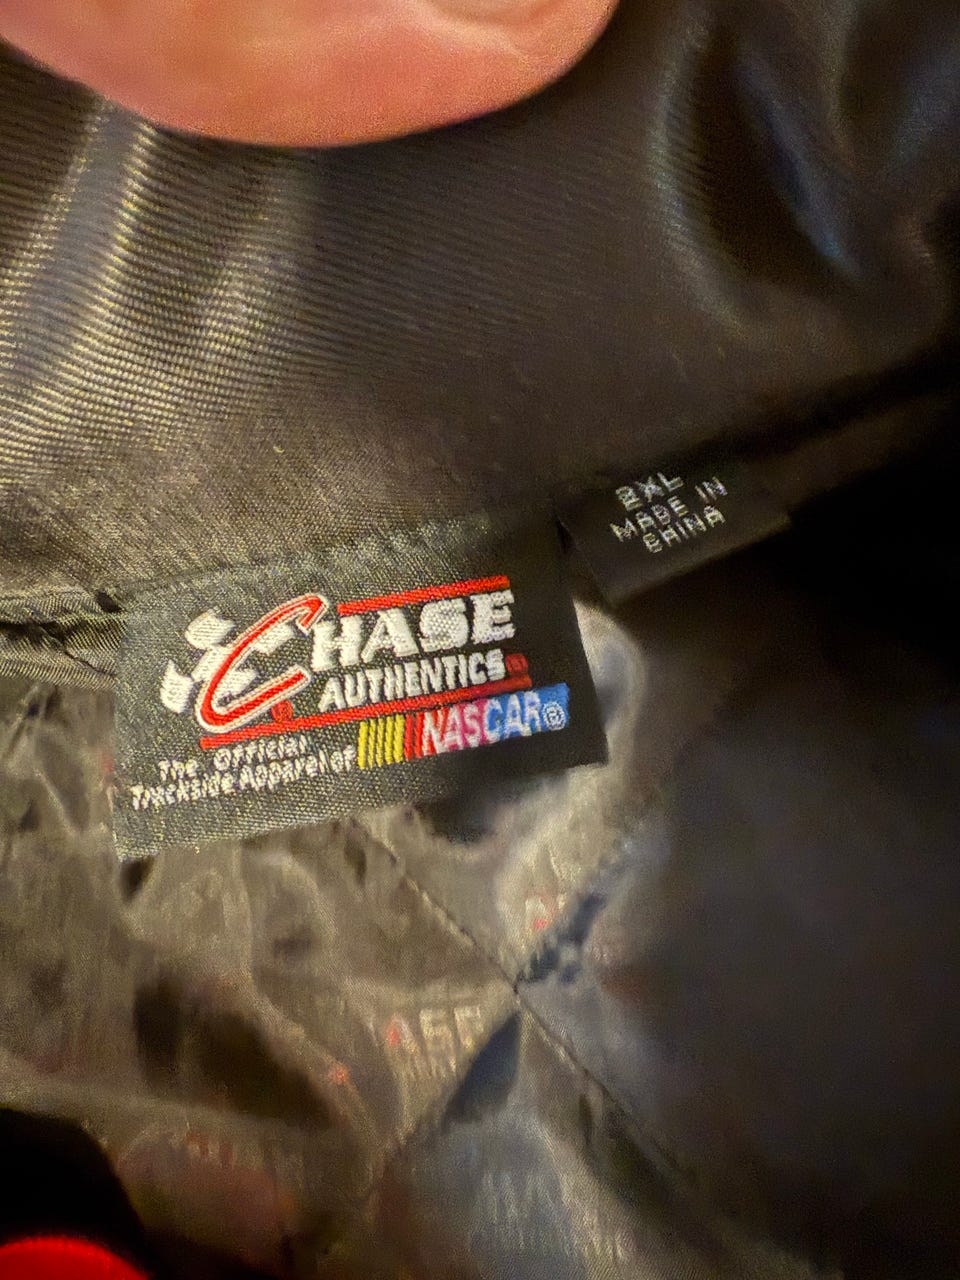 2XL
MADE IN
CHINA
CHASE
AUTHENTICS®
®
NASCAR®
The Official
Trackside Apparel of